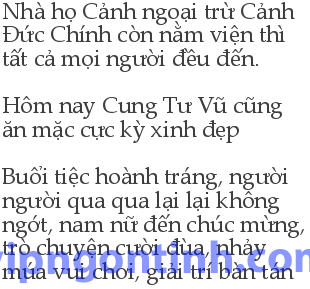 Nhà họ Cảnh ngoại trừ Cảnh
Đức Chính còn nằm viện thì
tất cả mọi người đều đến.
Hôm nay Cung Tư Vũ cũng
ăn mặc cực kỳ xinh đẹp
Buổi tiệc hoành tráng, người
người qua qua lại lại không
ngớt, nam nữ đến chúc mừng,
trò chuyện cười đùa, nhảy
múa vui chơi, giải trí bàn tán
vipngontinh.com